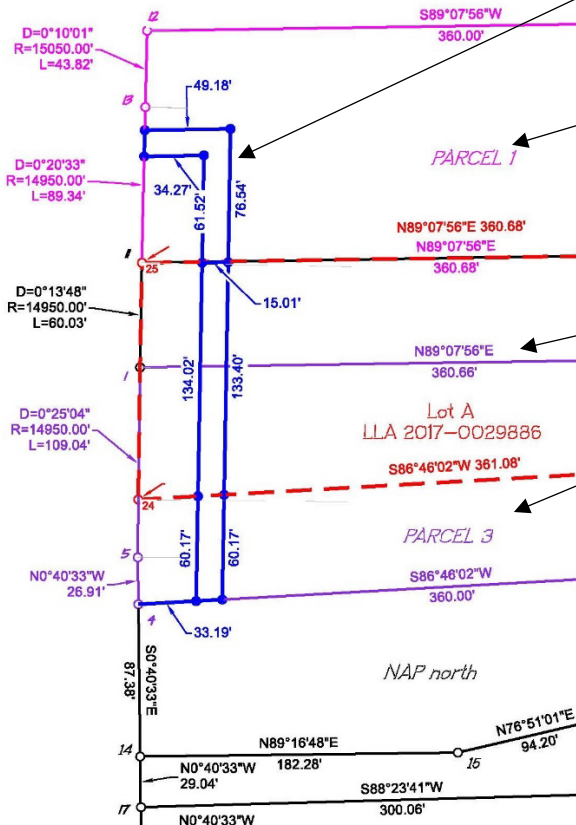 12
S89°07'56"W
360.00'
D=0°10'01"
R=15050.00'
L=43.82'
49.18'
13
D=0°20'33"
R=14950.00'
L=89.34'
34.27'
61.52'
76.54'
PARCEL 1
N89°07'56"E 360.68'
N89°07'56"E
360.68'
25
15.01'
D=0°13'48"
R=14950.00'
L=60.03'
134.02'
133.40'
N89°07'56"E
360.66'
1
D=0°25'04"
R=14950.00'
L=109.04'
Lot A
LLA 2017-0029886
S86°46'02"W 361.08'
24
PARCEL 3
5
60.17'
60.17'
N0°40'33"W
26.91'
S86°46'02"W
360.00'
4
33.19'
S0°40'33"E
87.38'
NAP north
N76°51'01"E
94.20'
14
N89°16'48"E
182.28'
15
N0°40'33"W
29.04'
S88°23'41"W
300.06'
17
N0°40'33"W